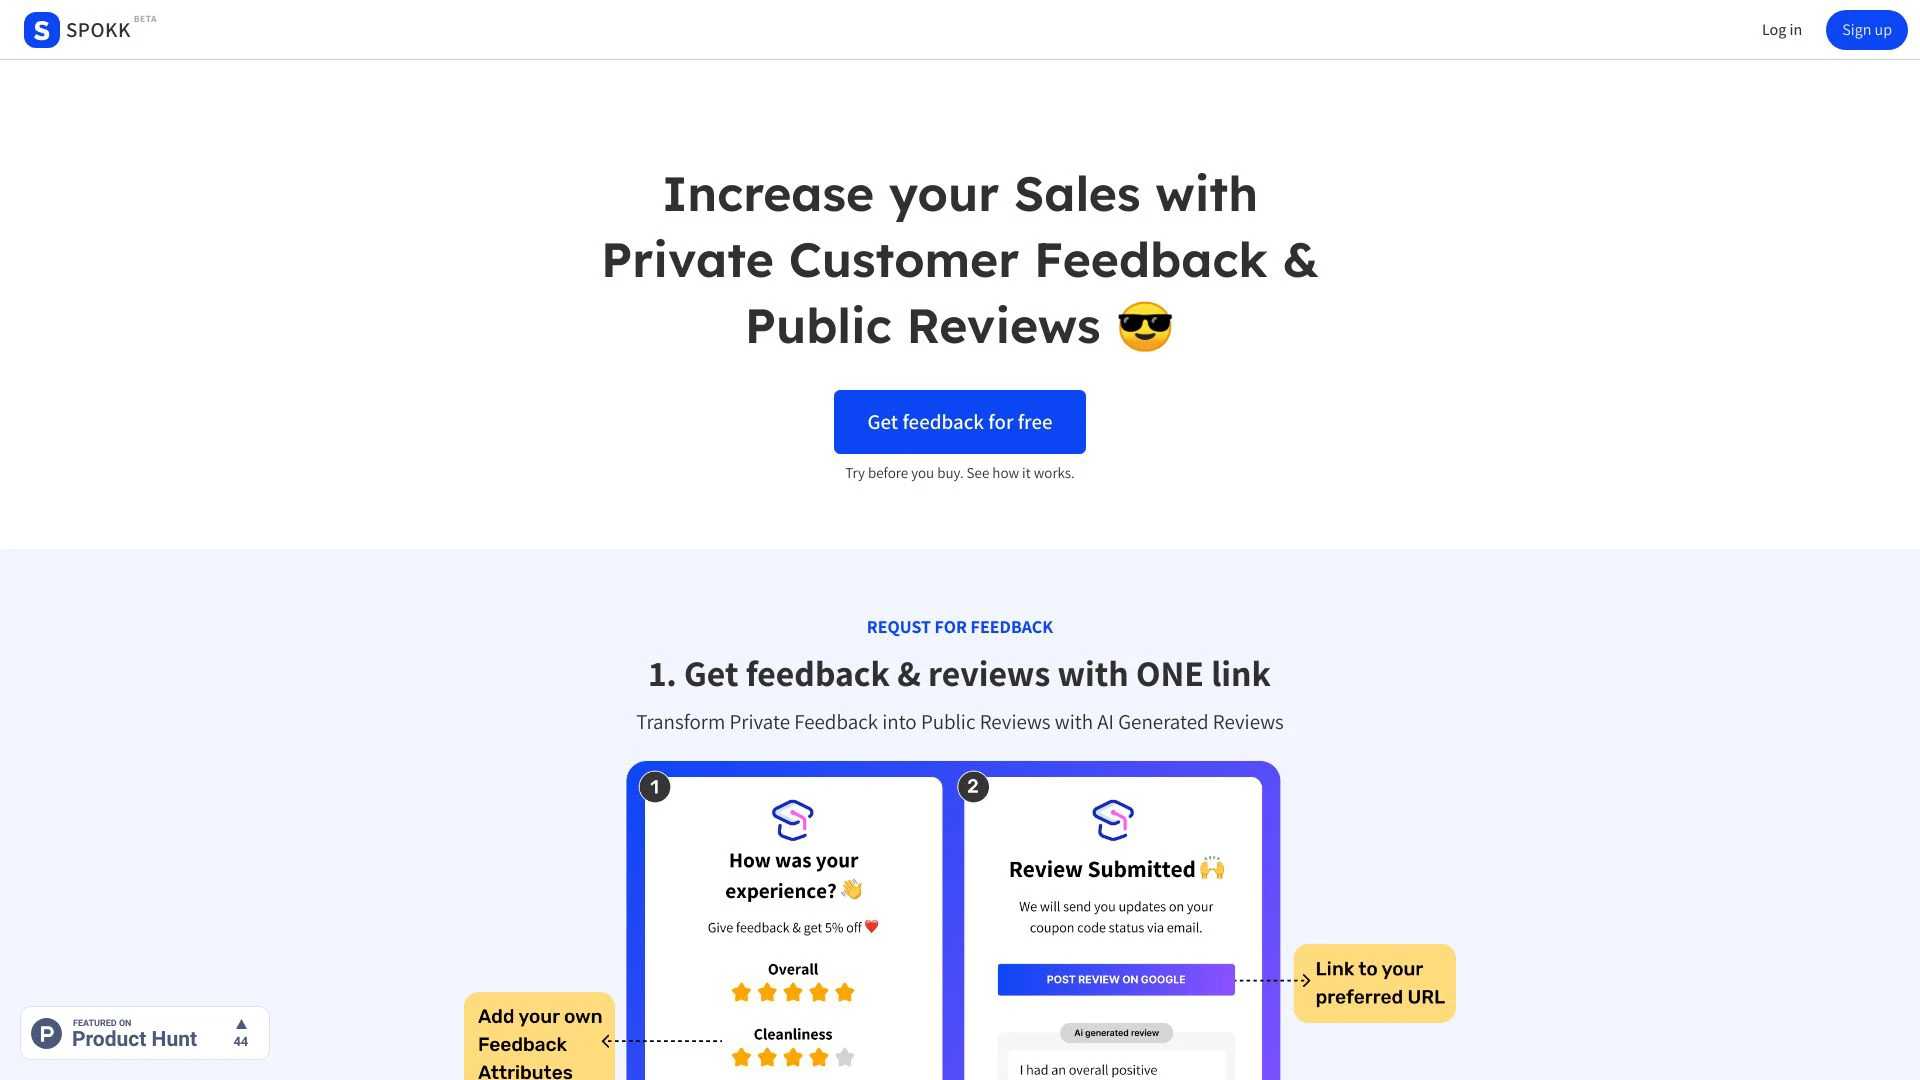 S SPOKK BETA
Log in
Sign up
Increase your Sales with
Private Customer Feedback &
Public Reviews 😎
Get feedback for free
Try before you buy. See how it works.
REQUST FOR FEEDBACK
1. Get feedback & reviews with ONE link
Transform Private Feedback into Public Reviews with AI Generated Reviews
1
How was your
experience? 👋
Give feedback & get 5% off ❤️
Overall
Cleanliness
Add your own
Feedback
Attributes
2
Review Submitted 🙌
We will send you updates on your
coupon code status via email.
POST REVIEW ON GOOGLE
Link to your
preferred URL
Ai generated review
I had an overall positive
P
FEATURED ON
Product Hunt
▲
44